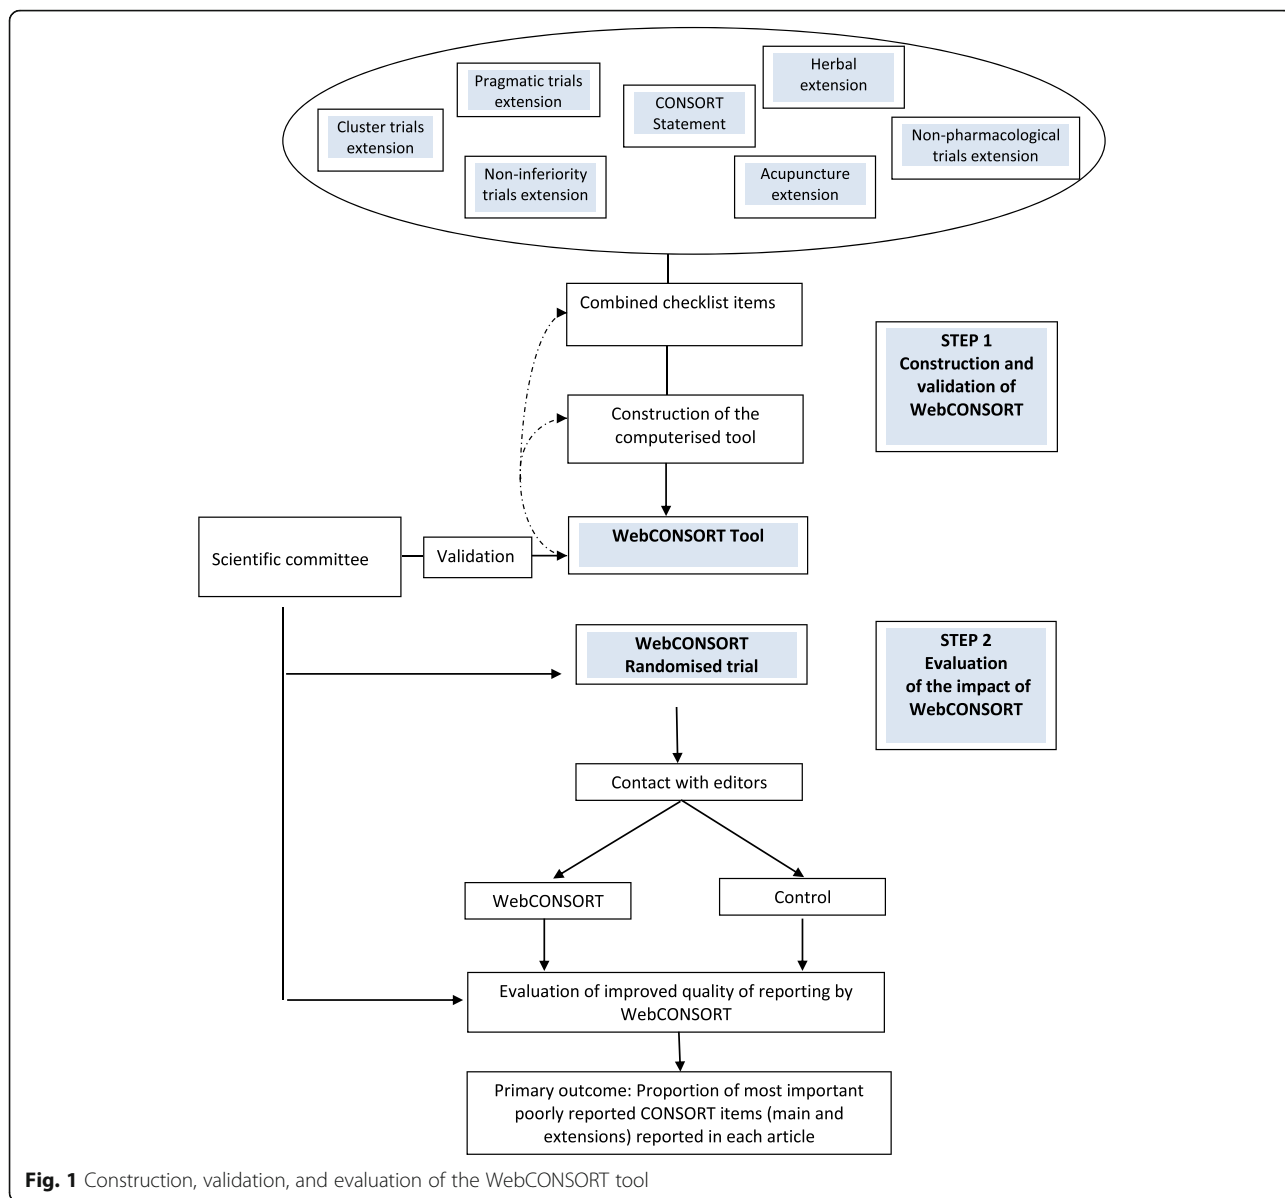 Pragmatic trials
extension
Herbal
extension
CONSORT
Statement
Cluster trials
extension
Non-pharmacological
trials extension
Non-inferiority
trials extension
Acupuncture
extension
Combined checklist items
STEP 1
Construction and
validation of
WebCONSORT
Construction of the
computerised tool
WebCONSORT Tool
Scientific committee
Validation
WebCONSORT
Randomised trial
STEP 2
Evaluation
of the impact of
WebCONSORT
Contact with editors
WebCONSORT
Control
Evaluation of improved quality of reporting by
WebCONSORT
Primary outcome: Proportion of most important
poorly reported CONSORT items (main and
extensions) reported in each article
Fig. 1 Construction, validation, and evaluation of the WebCONSORT tool